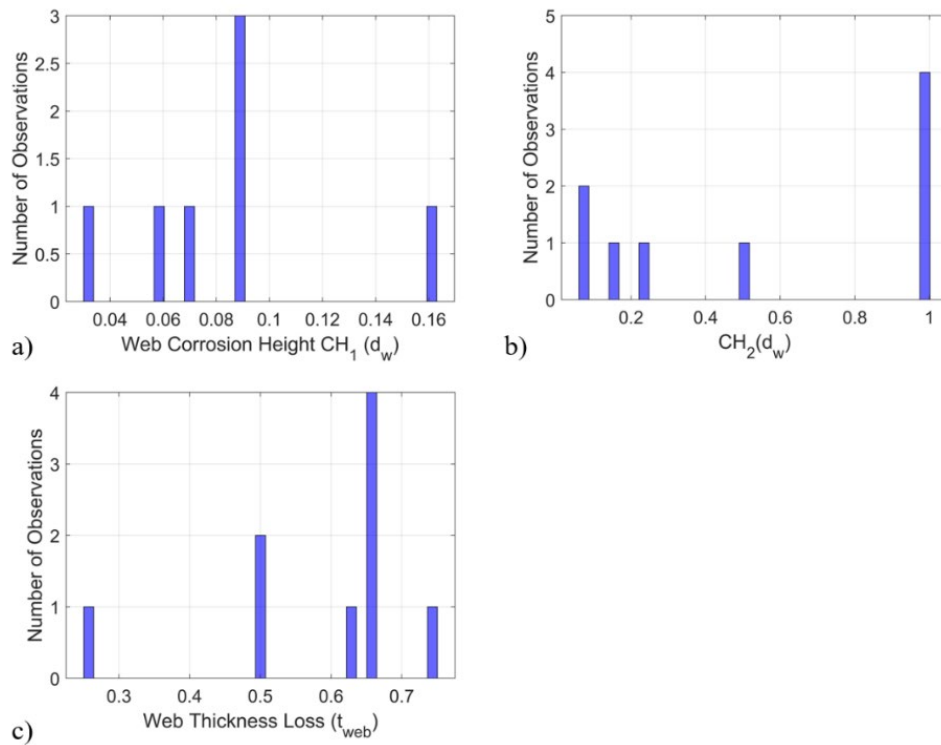 3
2.5
2
1.5
1
0.5
0
Number of Observations
0.04 0.06 0.08 0.1 0.12 0.14 0.16
Web Corrosion Height CH₁ (d_w)
a)
5
4
3
2
1
0
Number of Observations
0.2 0.4 0.6 0.8 1
CH₂(d_w)
b)
4
3
2
1
0
Number of Observations
0.3 0.4 0.5 0.6 0.7
Web Thickness Loss (t_web)
c)